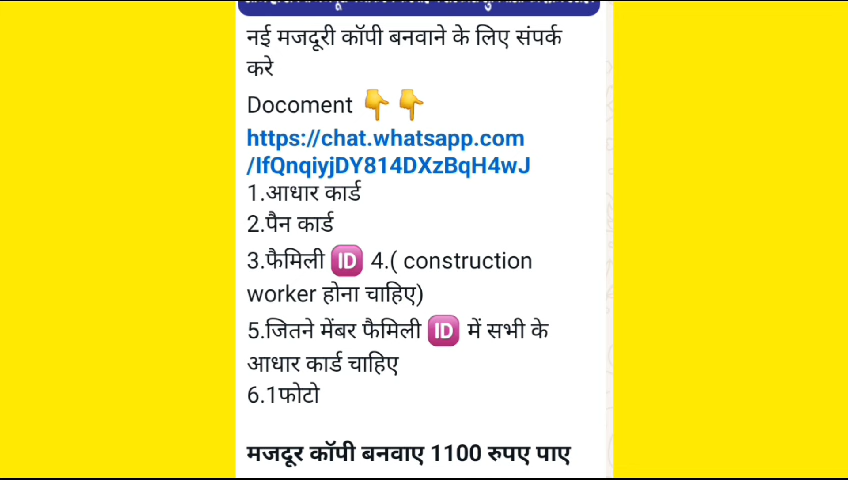 नई मजदूरी कॉपी बनवाने के लिए संपर्क
करे
Docoment 👇👇
https://chat.whatsapp.com
/IfQnqiyjDY814DXzBqH4wJ
1.आधार कार्ड
2.पैन कार्ड
3.फैमिली 🆔 4.( construction
worker होना चाहिए)
5.जितने मेंबर फैमिली 🆔 में सभी के
आधार कार्ड चाहिए
6.1फोटो
मजदूर कॉपी बनवाए 1100 रुपए पाए